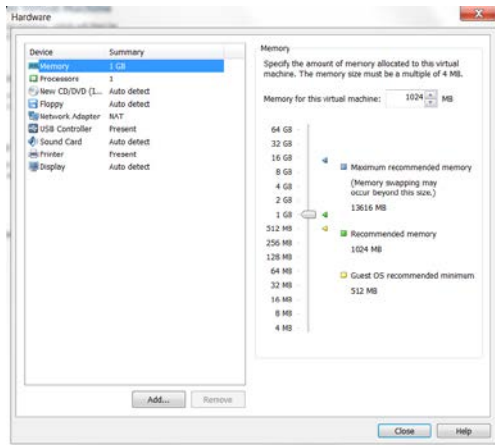 Hardware
Device Summary
Memory 1 GB
Processors 1
New CD/DVD (I... Auto detect
Floppy Auto detect
Network Adapter NAT
USB Controller Present
Sound Card Auto detect
Printer Present
Display Auto detect
Add... Remove
Memory
Specify the amount of memory allocated to this virtual
machine. The memory size must be a multiple of 4 MB.
Memory for this virtual machine: 1024 MB
64 GB
32 GB
16 GB
8 GB
4 GB
2 GB
1 GB
512 MB
256 MB
128 MB
64 MB
32 MB
16 MB
8 MB
4 MB
Maximum recommended memory
(Memory swapping may
occur beyond this size.)
13616 MB
Recommended memory
1024 MB
Guest OS recommended minimum
512 MB
Close Help